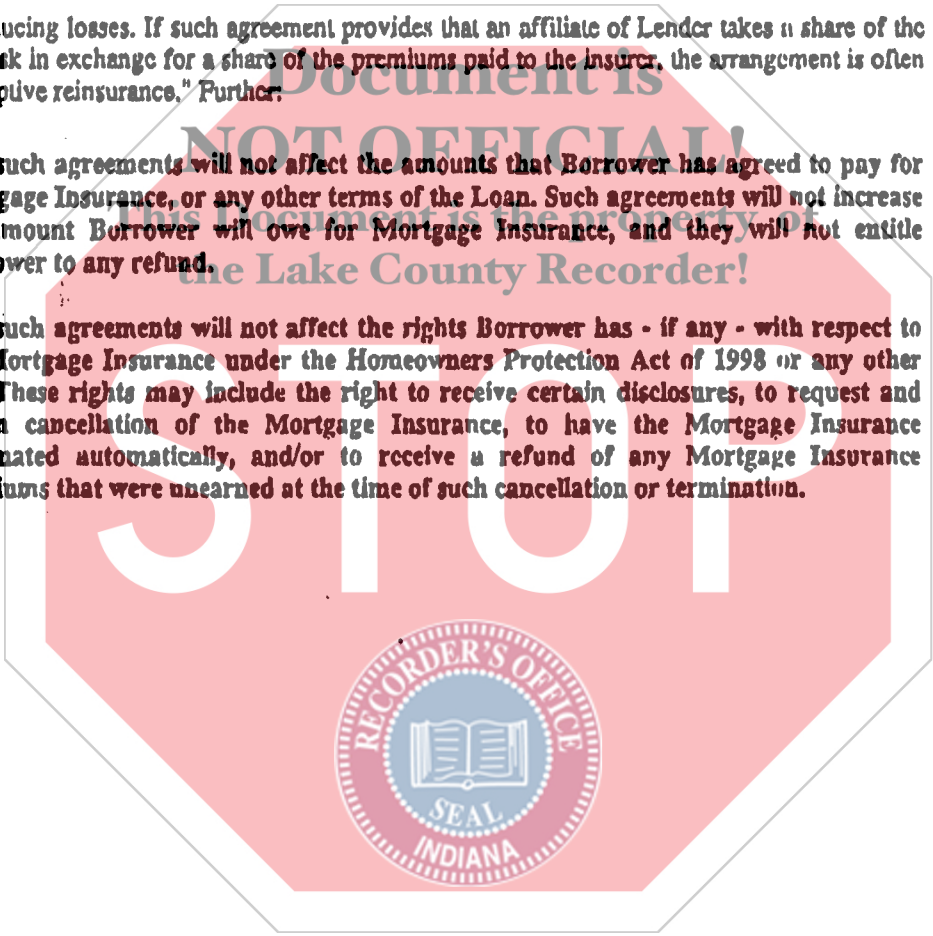 ucing losses. If such agreement provides that an affiliate of Lender takes a share of the
sk in exchange for a share of the premiums paid to the insurer, the arrangement is often
ptive reinsurance." Further:
Document is
NOT OFFICIAL!
such agreements will not affect the amounts that Borrower has agreed to pay for
gage Insurance, or any other terms of the Loan. Such agreements will not increase
This Document is the property of
mount Borrower will owe for Mortgage Insurance, and they will not entitle
ower to any refund.
the Lake County Recorder!
such agreements will not affect the rights Borrower has - if any - with respect to
Mortgage Insurance under the Homeowners Protection Act of 1998 or any other
These rights may include the right to receive certain disclosures, to request and
n cancellation of the Mortgage Insurance, to have the Mortgage Insurance
nated automatically, and/or to receive a refund of any Mortgage Insurance
iums that were unearned at the time of such cancellation or termination.
STOP
RECORDER'S OFFICE
SEAL
INDIANA